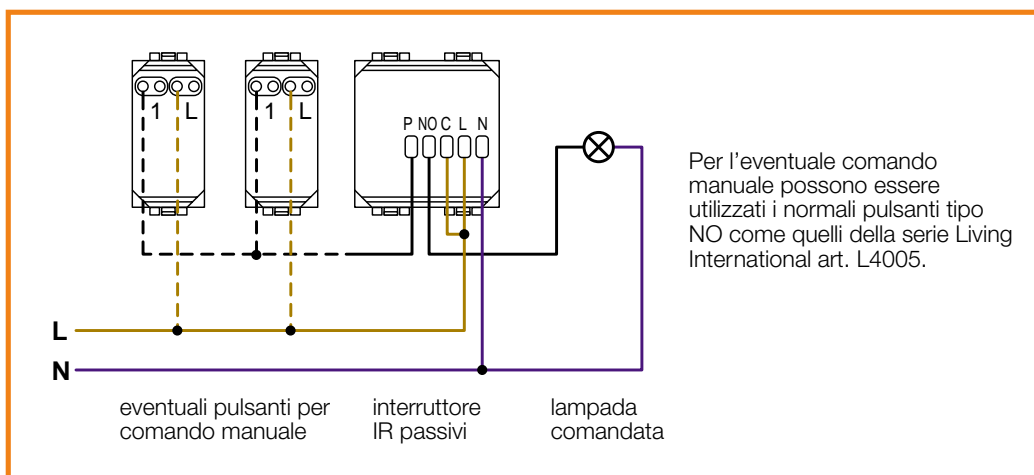 1 L
1 L
P NO C L N
Per l’eventuale comando
manuale possono essere
utilizzati i normali pulsanti tipo
NO come quelli della serie Living
International art. L4005.
L
N
eventuali pulsanti per
comando manuale
interruttore
IR passivi
lampada
comandata